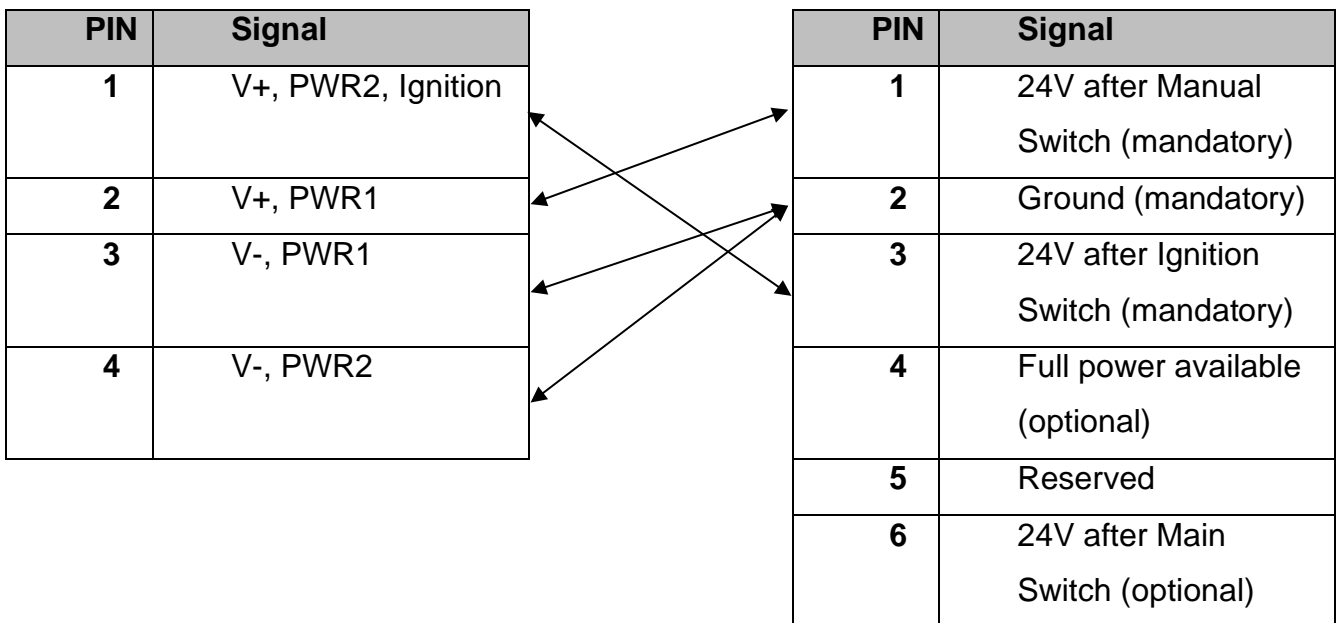 PIN Signal
1 V+, PWR2, Ignition
2 V+, PWR1
3 V-, PWR1
4 V-, PWR2
PIN Signal
1 24V after Manual
Switch (mandatory)
2 Ground (mandatory)
3 24V after Ignition
Switch (mandatory)
4 Full power available
(optional)
5 Reserved
6 24V after Main
Switch (optional)